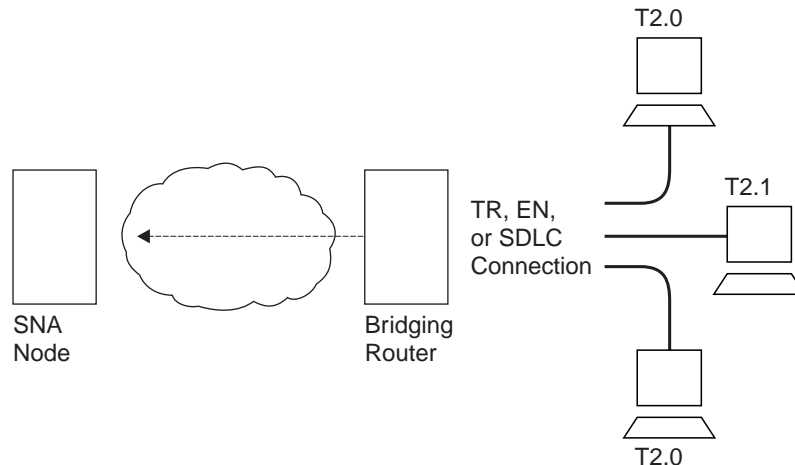 T2.0
T2.1
TR, EN,
or SDLC
Connection
SNA
Node
Bridging
Router
T2.0